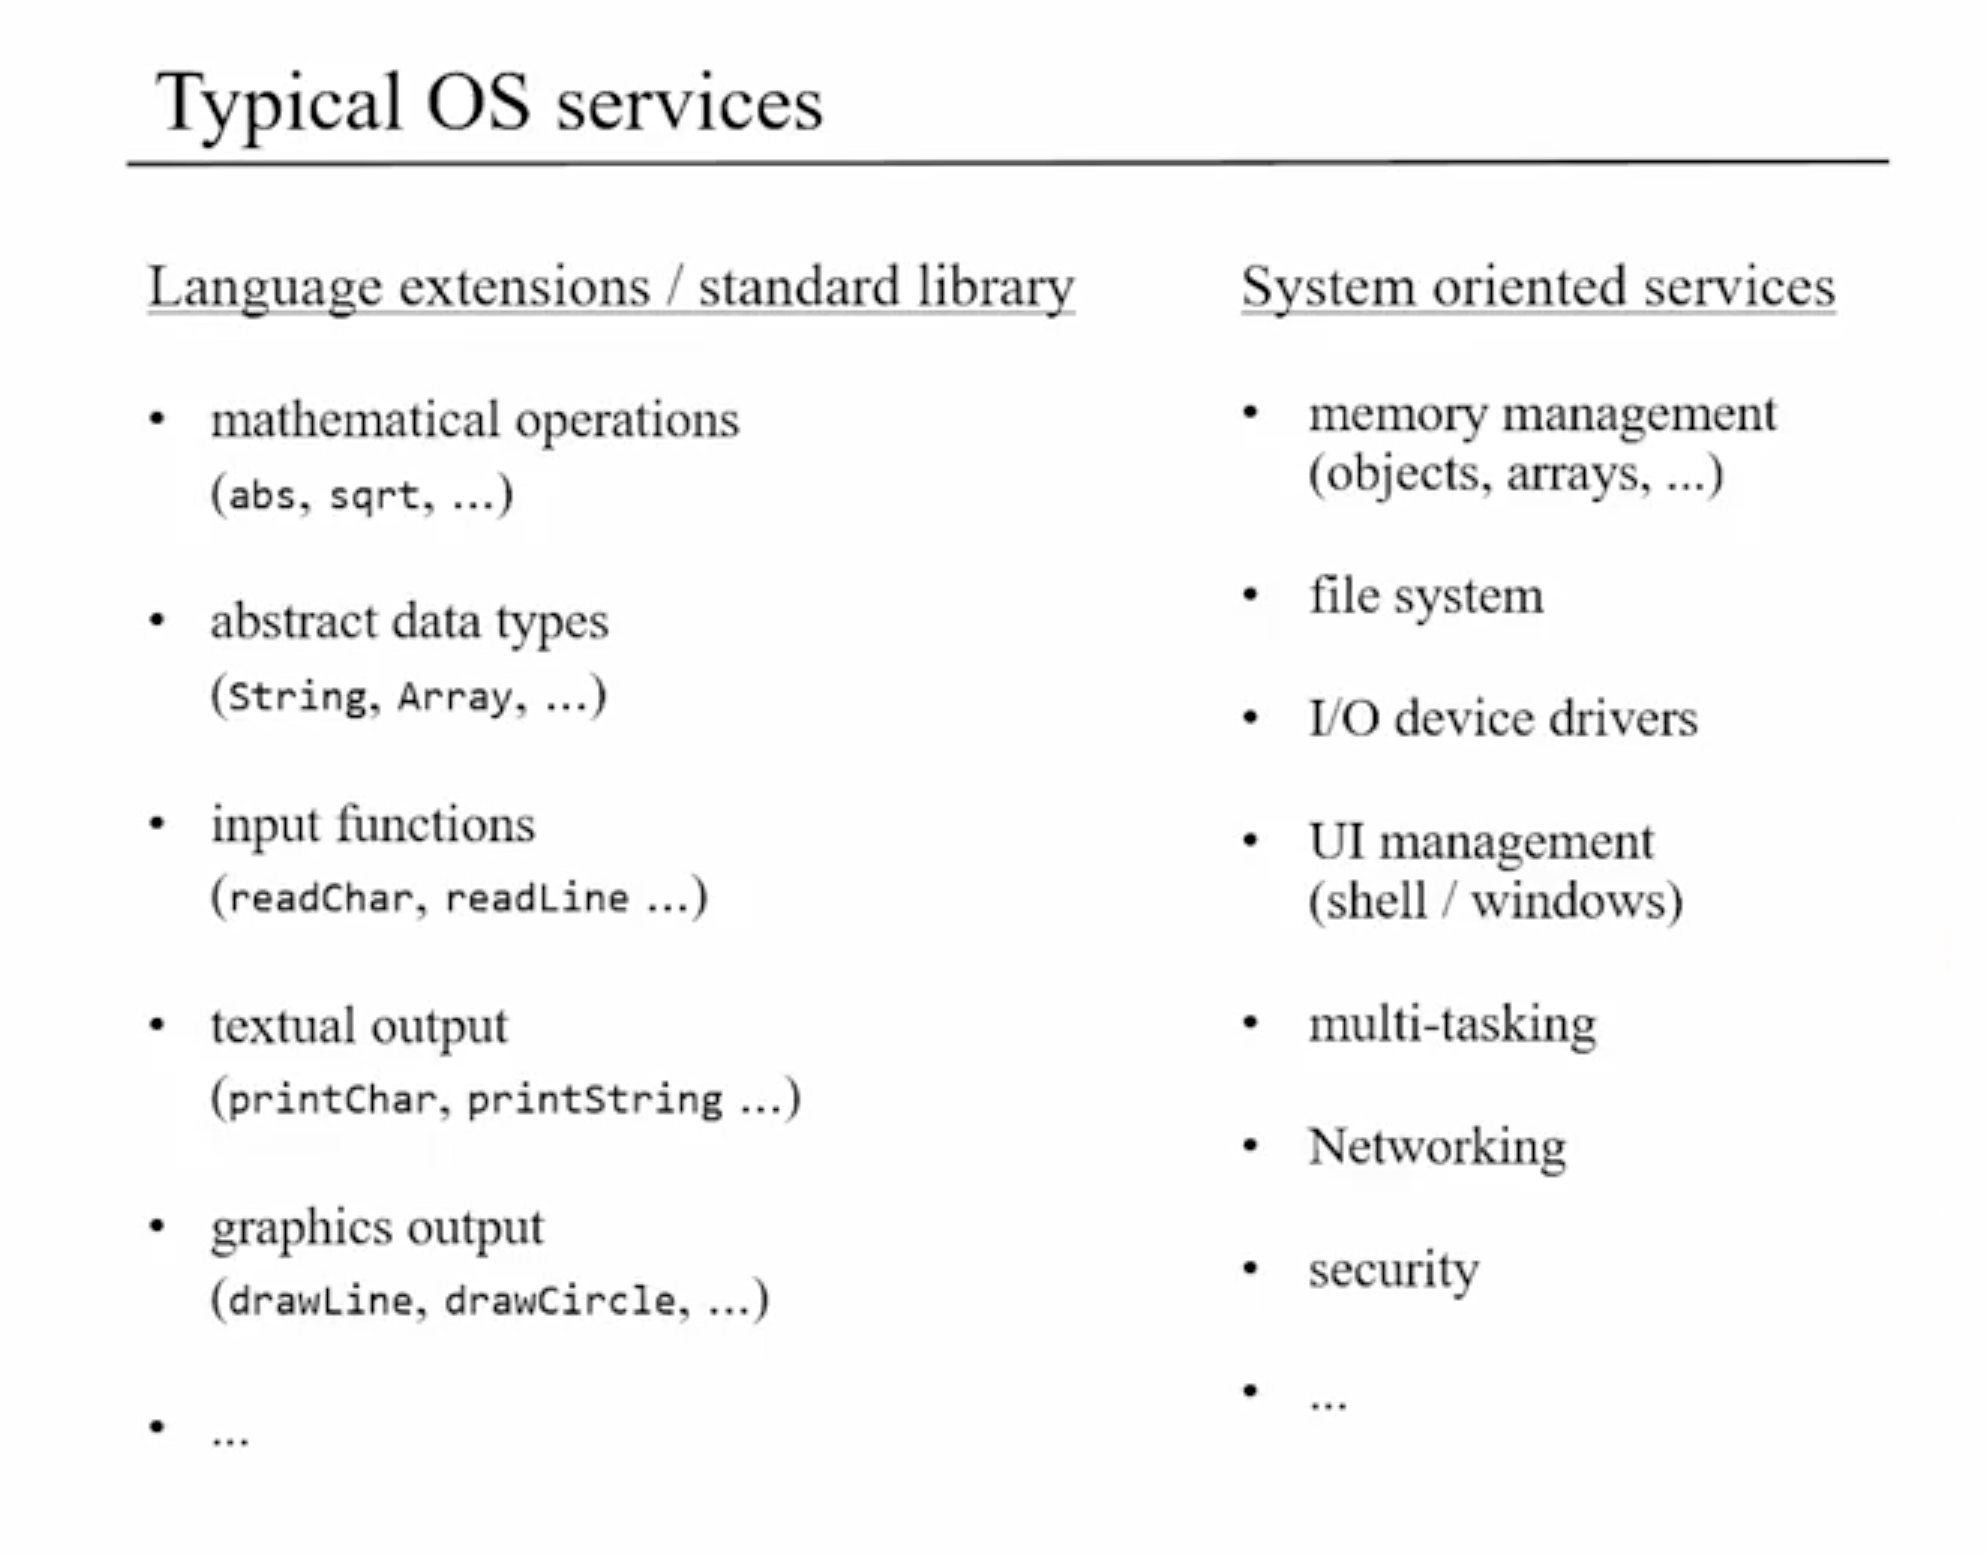 Typical OS services
Language extensions / standard library
• mathematical operations
(abs, sqrt, ...)
• abstract data types
(String, Array, ...)
• input functions
(readChar, readLine ...)
• textual output
(printChar, printString ...)
• graphics output
(drawLine, drawCircle, ...)
• ...
System oriented services
• memory management
(objects, arrays, ...)
• file system
• I/O device drivers
• UI management
(shell / windows)
• multi-tasking
• Networking
• security
• ...